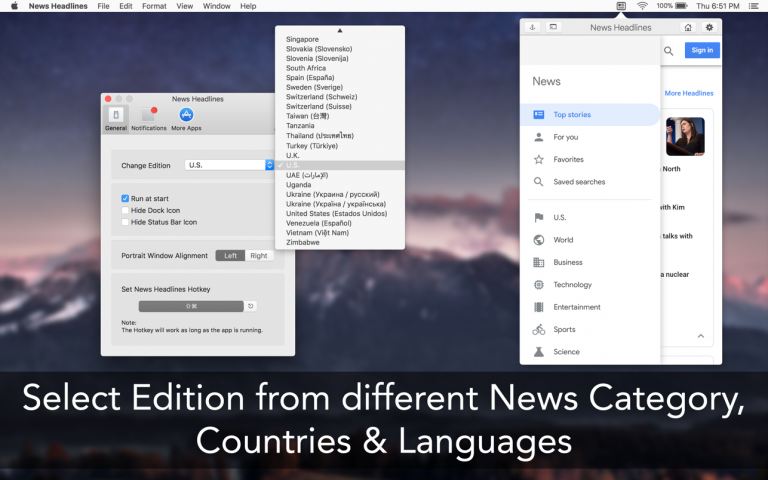 News Headlines File Edit Format View Window Help
100% Thu 6:51 PM
News Headlines
General Notifications More Apps
Change Edition U.S.
Run at start
Hide Dock Icon
Hide Status Bar Icon
Portrait Window Alignment Left Right
Set News Headlines Hotkey
⇧⌘
Note:
The Hotkey will work as long as the app is running.
Singapore
Slovakia (Slovensko)
Slovenia (Slovenija)
South Africa
Spain (España)
Sweden (Sverige)
Switzerland (Schweiz)
Switzerland (Suisse)
Taiwan (台灣)
Tanzania
Thailand (ประเทศไทย)
Turkey (Türkiye)
U.K.
U.S.
UAE (الإمارات)
Uganda
Ukraine (Украина / русский)
Ukraine (Україна / українська)
United States (Estados Unidos)
Venezuela (Español)
Vietnam (Việt Nam)
Zimbabwe
News Headlines
Sign in
News
More Headlines
Top stories
For you
Favorites
Saved searches
U.S.
World
Business
Technology
Entertainment
Sports
Science
North
with Kim
talks with
a nuclear
Select Edition from different News Category,
Countries & Languages